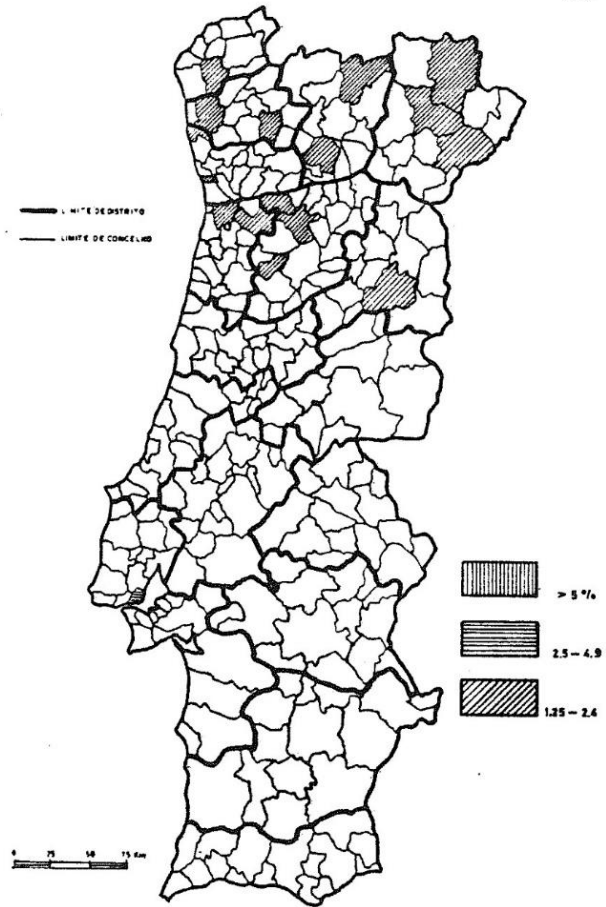 LIMITE DE DISTRITO
LIMITE DE CONCELHO
> 5 %
2.5 — 4.9
1.25 — 2.4
0 25 50 75 Km